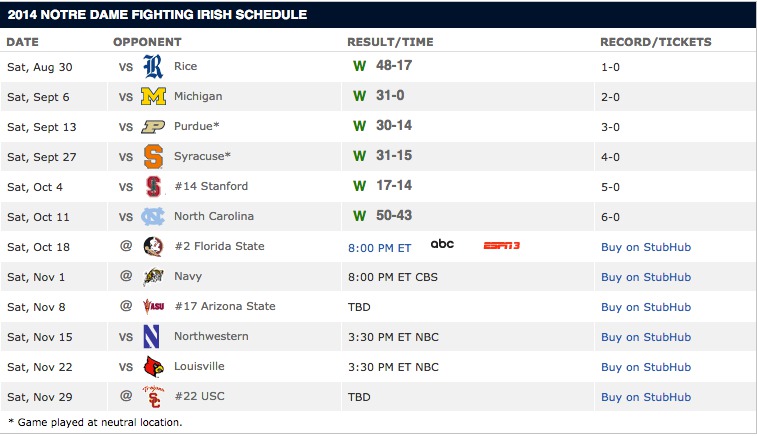 2014 NOTRE DAME FIGHTING IRISH SCHEDULE
DATE OPPONENT RESULT/TIME RECORD/TICKETS
Sat, Aug 30 VS R Rice W 48-17 1-0
Sat, Sept 6 VS M Michigan W 31-0 2-0
Sat, Sept 13 VS P Purdue* W 30-14 3-0
Sat, Sept 27 VS S Syracuse* W 31-15 4-0
Sat, Oct 4 VS S #14 Stanford W 17-14 5-0
Sat, Oct 11 VS NC North Carolina W 50-43 6-0
Sat, Oct 18 @ #2 Florida State 8:00 PM ET abc ESPN3 Buy on StubHub
Sat, Nov 1 @ Navy 8:00 PM ET CBS Buy on StubHub
Sat, Nov 8 @ ASU #17 Arizona State TBD Buy on StubHub
Sat, Nov 15 VS N Northwestern 3:30 PM ET NBC Buy on StubHub
Sat, Nov 22 VS Louisville 3:30 PM ET NBC Buy on StubHub
Sat, Nov 29 @ Trojans SC #22 USC TBD Buy on StubHub
* Game played at neutral location.